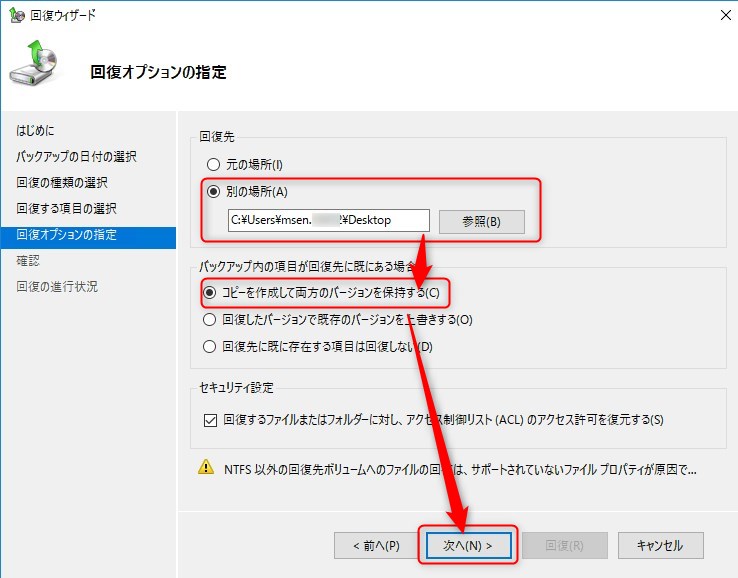 回復ウィザード
回復オプションの指定
はじめに
バックアップの日付の選択
回復の種類の選択
回復する項目の選択
回復オプションの指定
確認
回復の進行状況
回復先
元の場所(I)
別の場所(A)
C:¥Users¥msen. 2¥Desktop
参照(B)
バックアップ内の項目が回復先に既にある場合
コピーを作成して両方のバージョンを保持する(C)
回復したバージョンで既存のバージョンを上書きする(O)
回復先に既に存在する項目は回復しない(D)
セキュリティ設定
回復するファイルまたはフォルダーに対し、アクセス制御リスト (ACL) のアクセス許可を復元する(S)
NTFS 以外の回復先ボリュームへのファイルの回復は、サポートされていないファイル プロパティが原因で...
< 前へ(P)
次へ(N) >
回復(R)
キャンセル